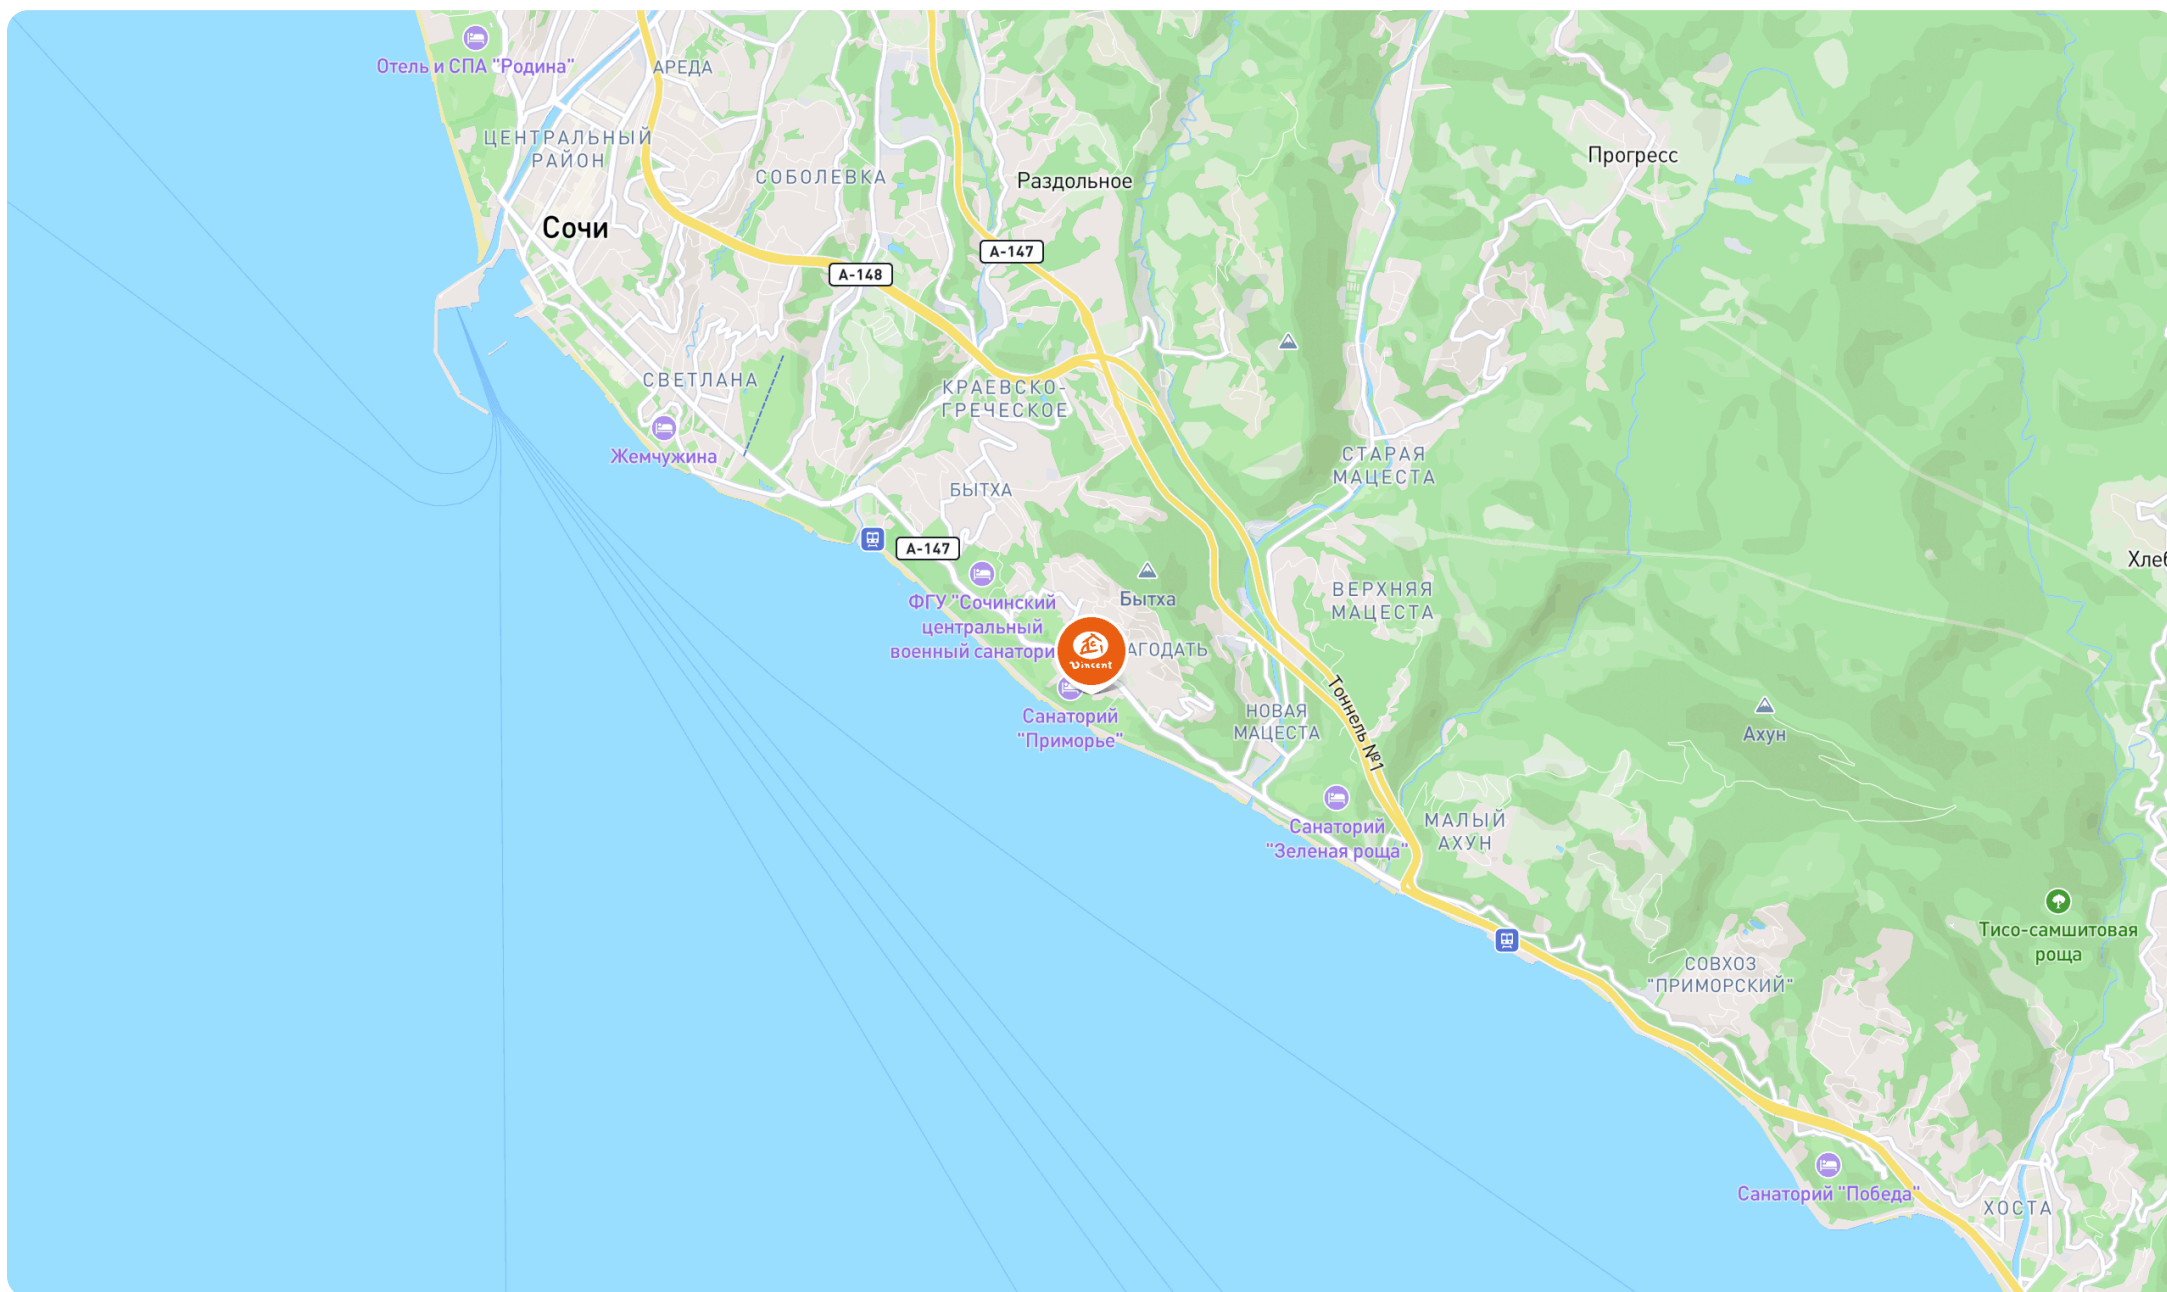 Отель и СПА "Родина"
АРЕДА
ЦЕНТРАЛЬНЫЙ
РАЙОН
СОБОЛЕВКА
Раздольное
Прогресс
Сочи
А-147
А-148
СВЕТЛАНА
КРАЕВСКО-
ГРЕЧЕСКОЕ
Жемчужина
СТАРАЯ
МАЦЕСТА
БЫТХА
А-147
Хлеб
Бытха
ВЕРХНЯЯ
МАЦЕСТА
ФГУ "Сочинский
центральный
военный санатори
Vincent
АГОДАТЬ
Санаторий
"Приморье"
НОВАЯ
МАЦЕСТА
Тоннель №1
Ахун
Санаторий
"Зеленая роща"
МАЛЫЙ
АХУН
Тисо-самшитовая
роща
СОВХОЗ
"ПРИМОРСКИЙ"
Санаторий "Победа"
ХОСТА